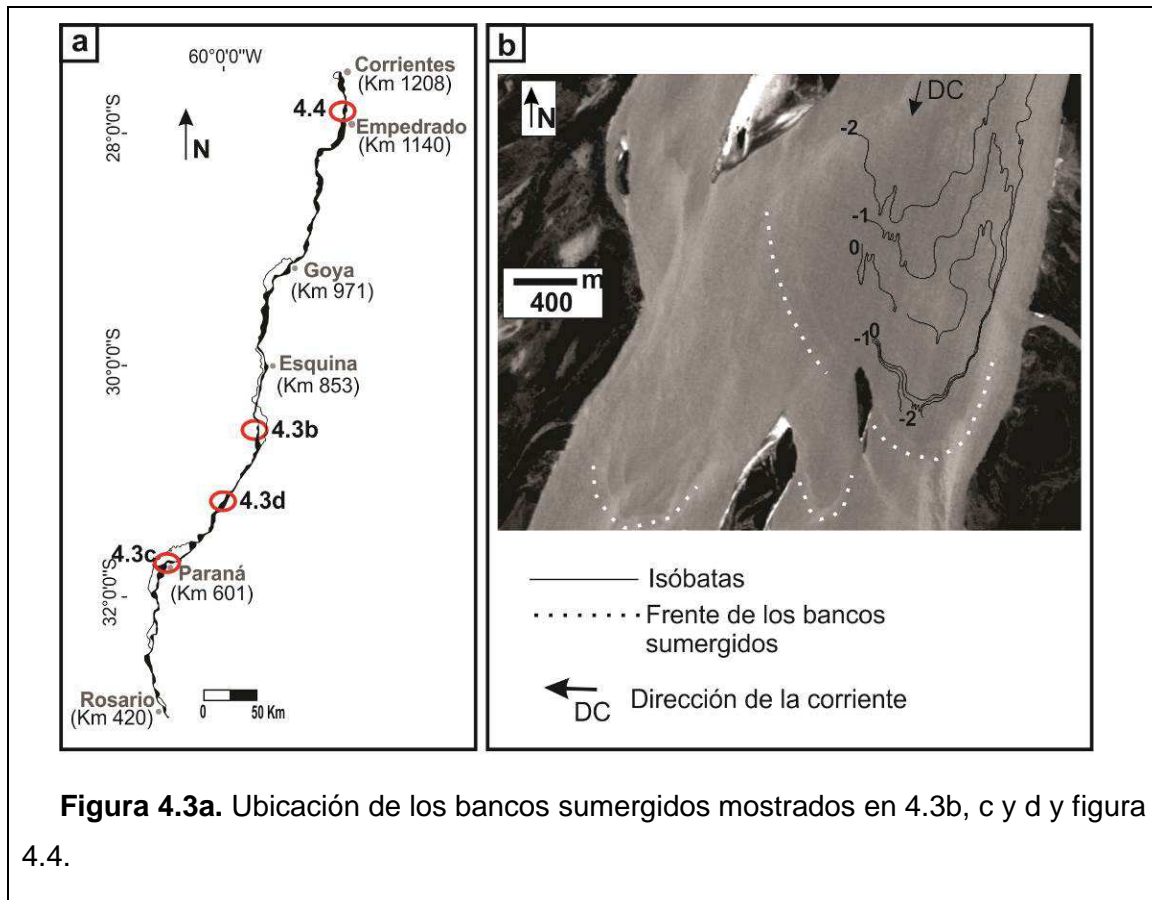 a
60°0'0"W
Corrientes
(Km 1208)
4.4
28°0'0"S
Empedrado
(Km 1140)
N
Goya
(Km 971)
30°0'0"S
Esquina
(Km 853)
4.3b
4.3d
4.3c
Paraná
(Km 601)
32°0'0"S
Rosario
(Km 420)
0 50 Km
b
N
DC
-2
-1
0
m
400
0
-1
-2
Isóbatas
Frente de los bancos
sumergidos
DC Dirección de la corriente
Figura 4.3a. Ubicación de los bancos sumergidos mostrados en 4.3b, c y d y figura
4.4.